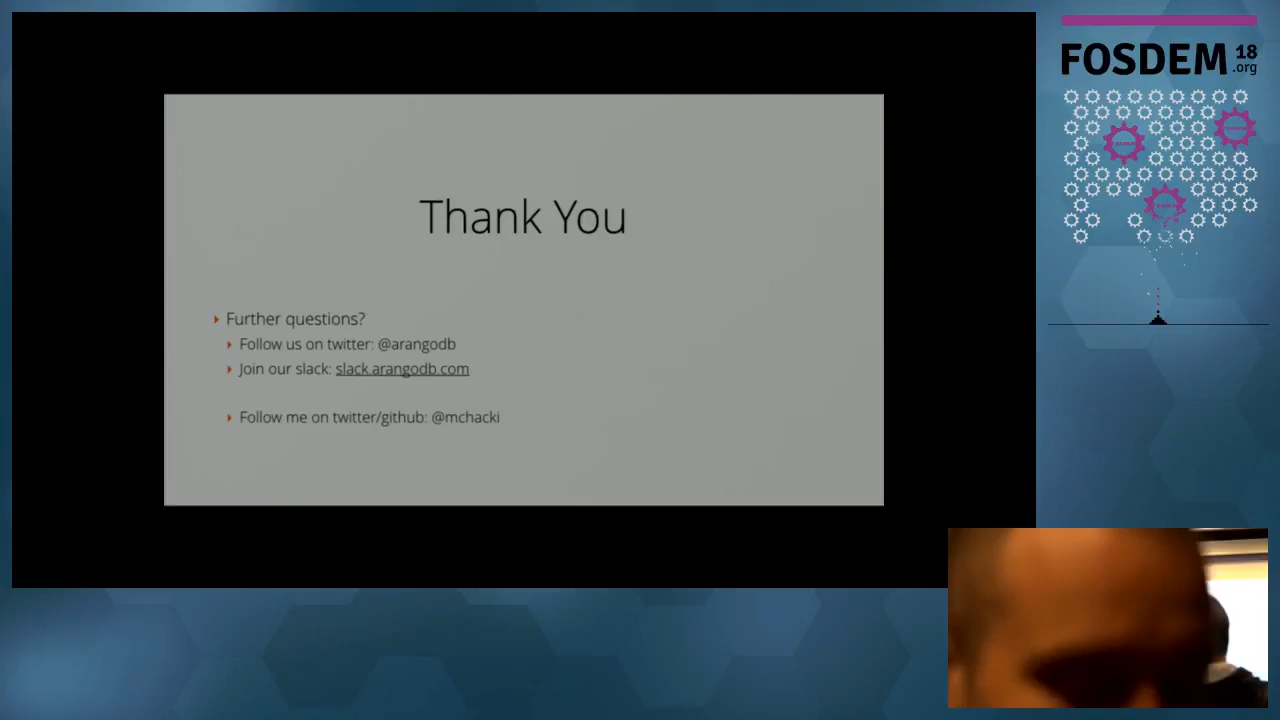 Thank You
Further questions?
Follow us on twitter: @arangodb
Join our slack: slack.arangodb.com
Follow me on twitter/github: @mchacki
FOSDEM 18
.org